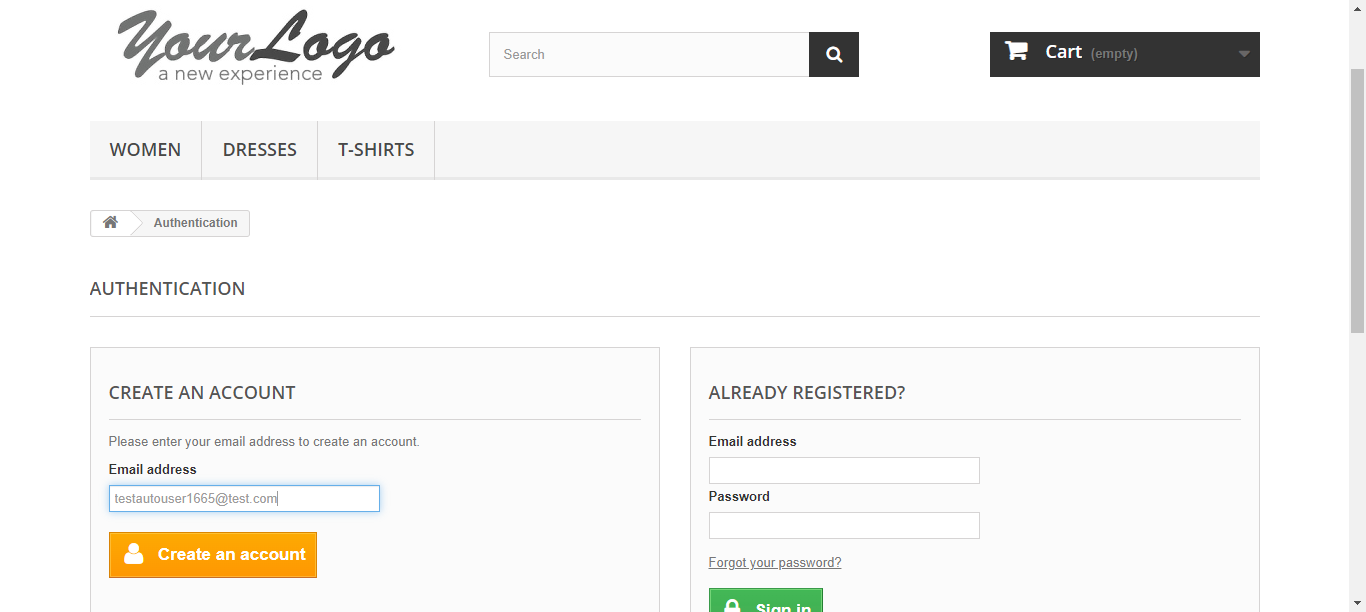 YourLogo
a new experience
Search
Cart (empty)
WOMEN DRESSES T-SHIRTS
Authentication
AUTHENTICATION
CREATE AN ACCOUNT
Please enter your email address to create an account.
Email address
testautouser1665@test.com
Create an account
ALREADY REGISTERED?
Email address
Password
Forgot your password?
Sign in